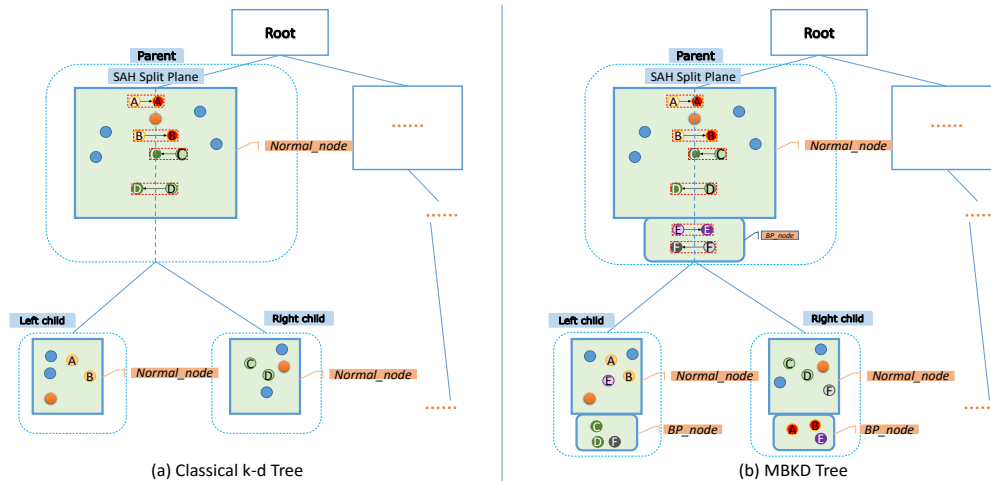 Root
Parent
SAH Split Plane
A A
B B
C C
D D
Normal_node
......
......
Left child
Right child
A
B
Normal_node
C
D
Normal_node
......
(a) Classical k-d Tree
Root
Parent
SAH Split Plane
A A
B B
C C
D D
Normal_node
......
......
E E
F F
BP_node
Left child
Right child
A
E B
Normal_node
C
D
F
Normal_node
......
C
D F
BP_node
A B
E
BP_node
(b) MBKD Tree